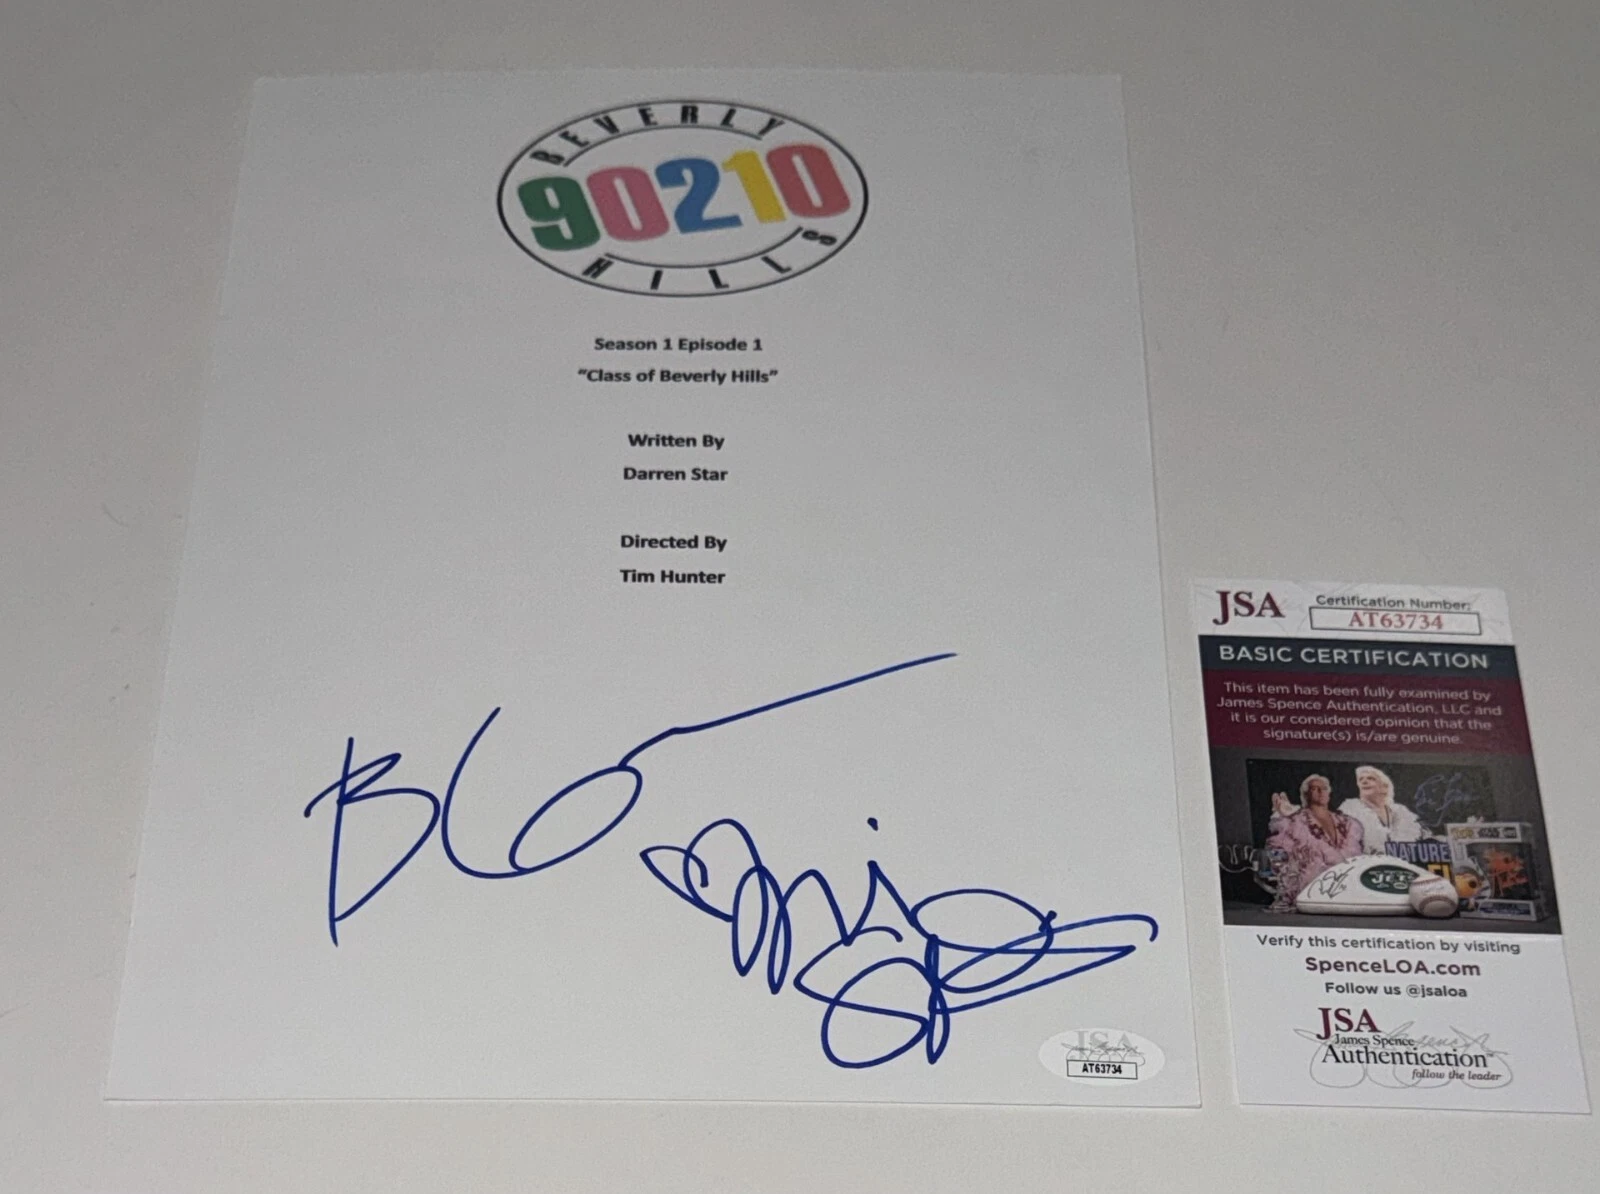 BEVERLY
90210
HILLS
Season 1 Episode 1
"Class of Beverly Hills"
Written By
Darren Star
Directed By
Tim Hunter
JSA
AT63734
JSA
Certification Number:
AT63734
BASIC CERTIFICATION
This item has been fully examined by
James Spence Authentication, LLC and
it is our considered opinion that the
signature(s) is/are genuine.
NATURE
JETS
Verify this certification by visiting
SpenceLOA.com
Follow us @jsaloa
JSA
James Spence
Authentication™
follow the leader